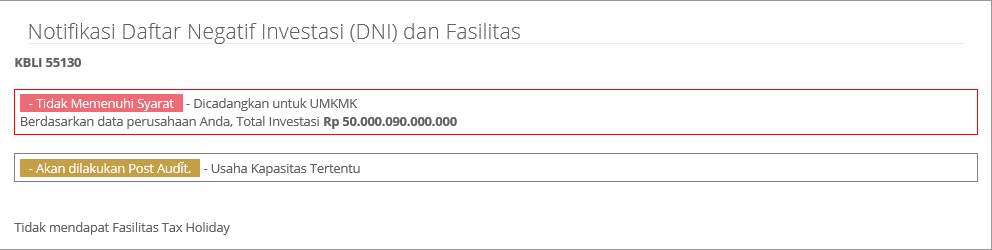 Notifikasi Daftar Negatif Investasi (DNI) dan Fasilitas
KBLI 55130
- Tidak Memenuhi Syarat - Dicadangkan untuk UMKMK
Berdasarkan data perusahaan Anda, Total Investasi Rp 50.000.090.000.000
- Akan dilakukan Post Audit. - Usaha Kapasitas Tertentu
Tidak mendapat Fasilitas Tax Holiday